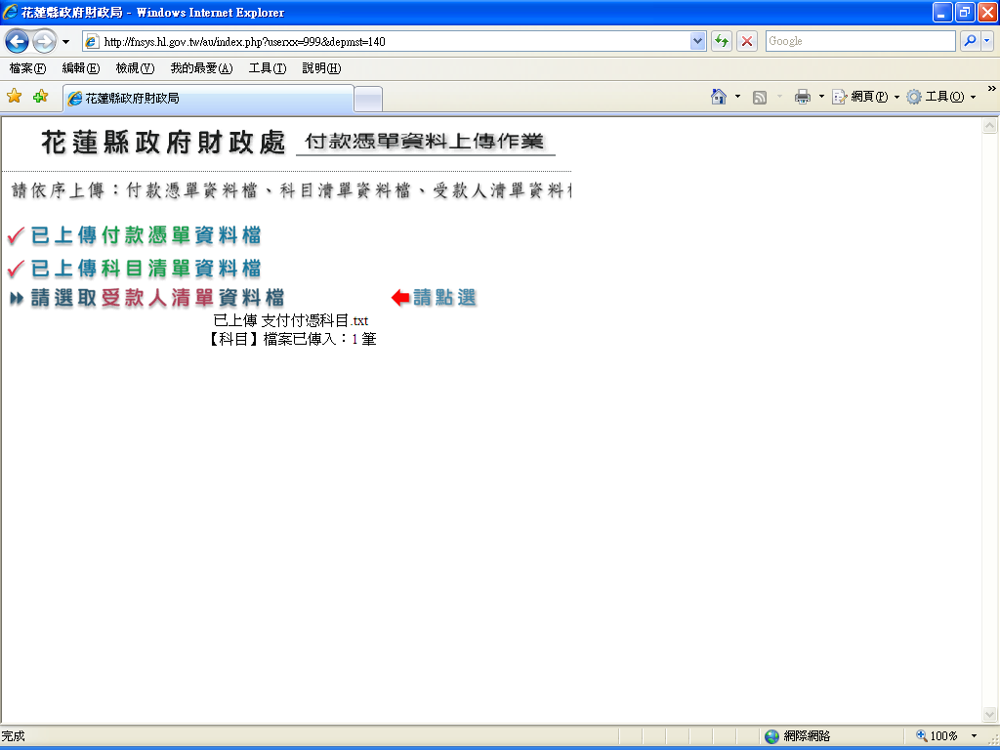 花蓮縣政府財政局 - Windows Internet Explorer
http://fnsys.hl.gov.tw/au/index.php?userxx=999&depmst=140
Google
檔案(F) 編輯(E) 檢視(V) 我的最愛(A) 工具(T) 說明(H)
花蓮縣政府財政局
網頁(P) 工具(O)
花蓮縣政府財政處 付款憑單資料上傳作業
請依序上傳：付款憑單資料檔、科目清單資料檔、受款人清單資料
已上傳付款憑單資料檔
已上傳科目清單資料檔
請選取受款人清單資料檔 請點選
已上傳 支付付憑科目.txt
【科目】檔案已傳入：1 筆
完成
網際網路
100%